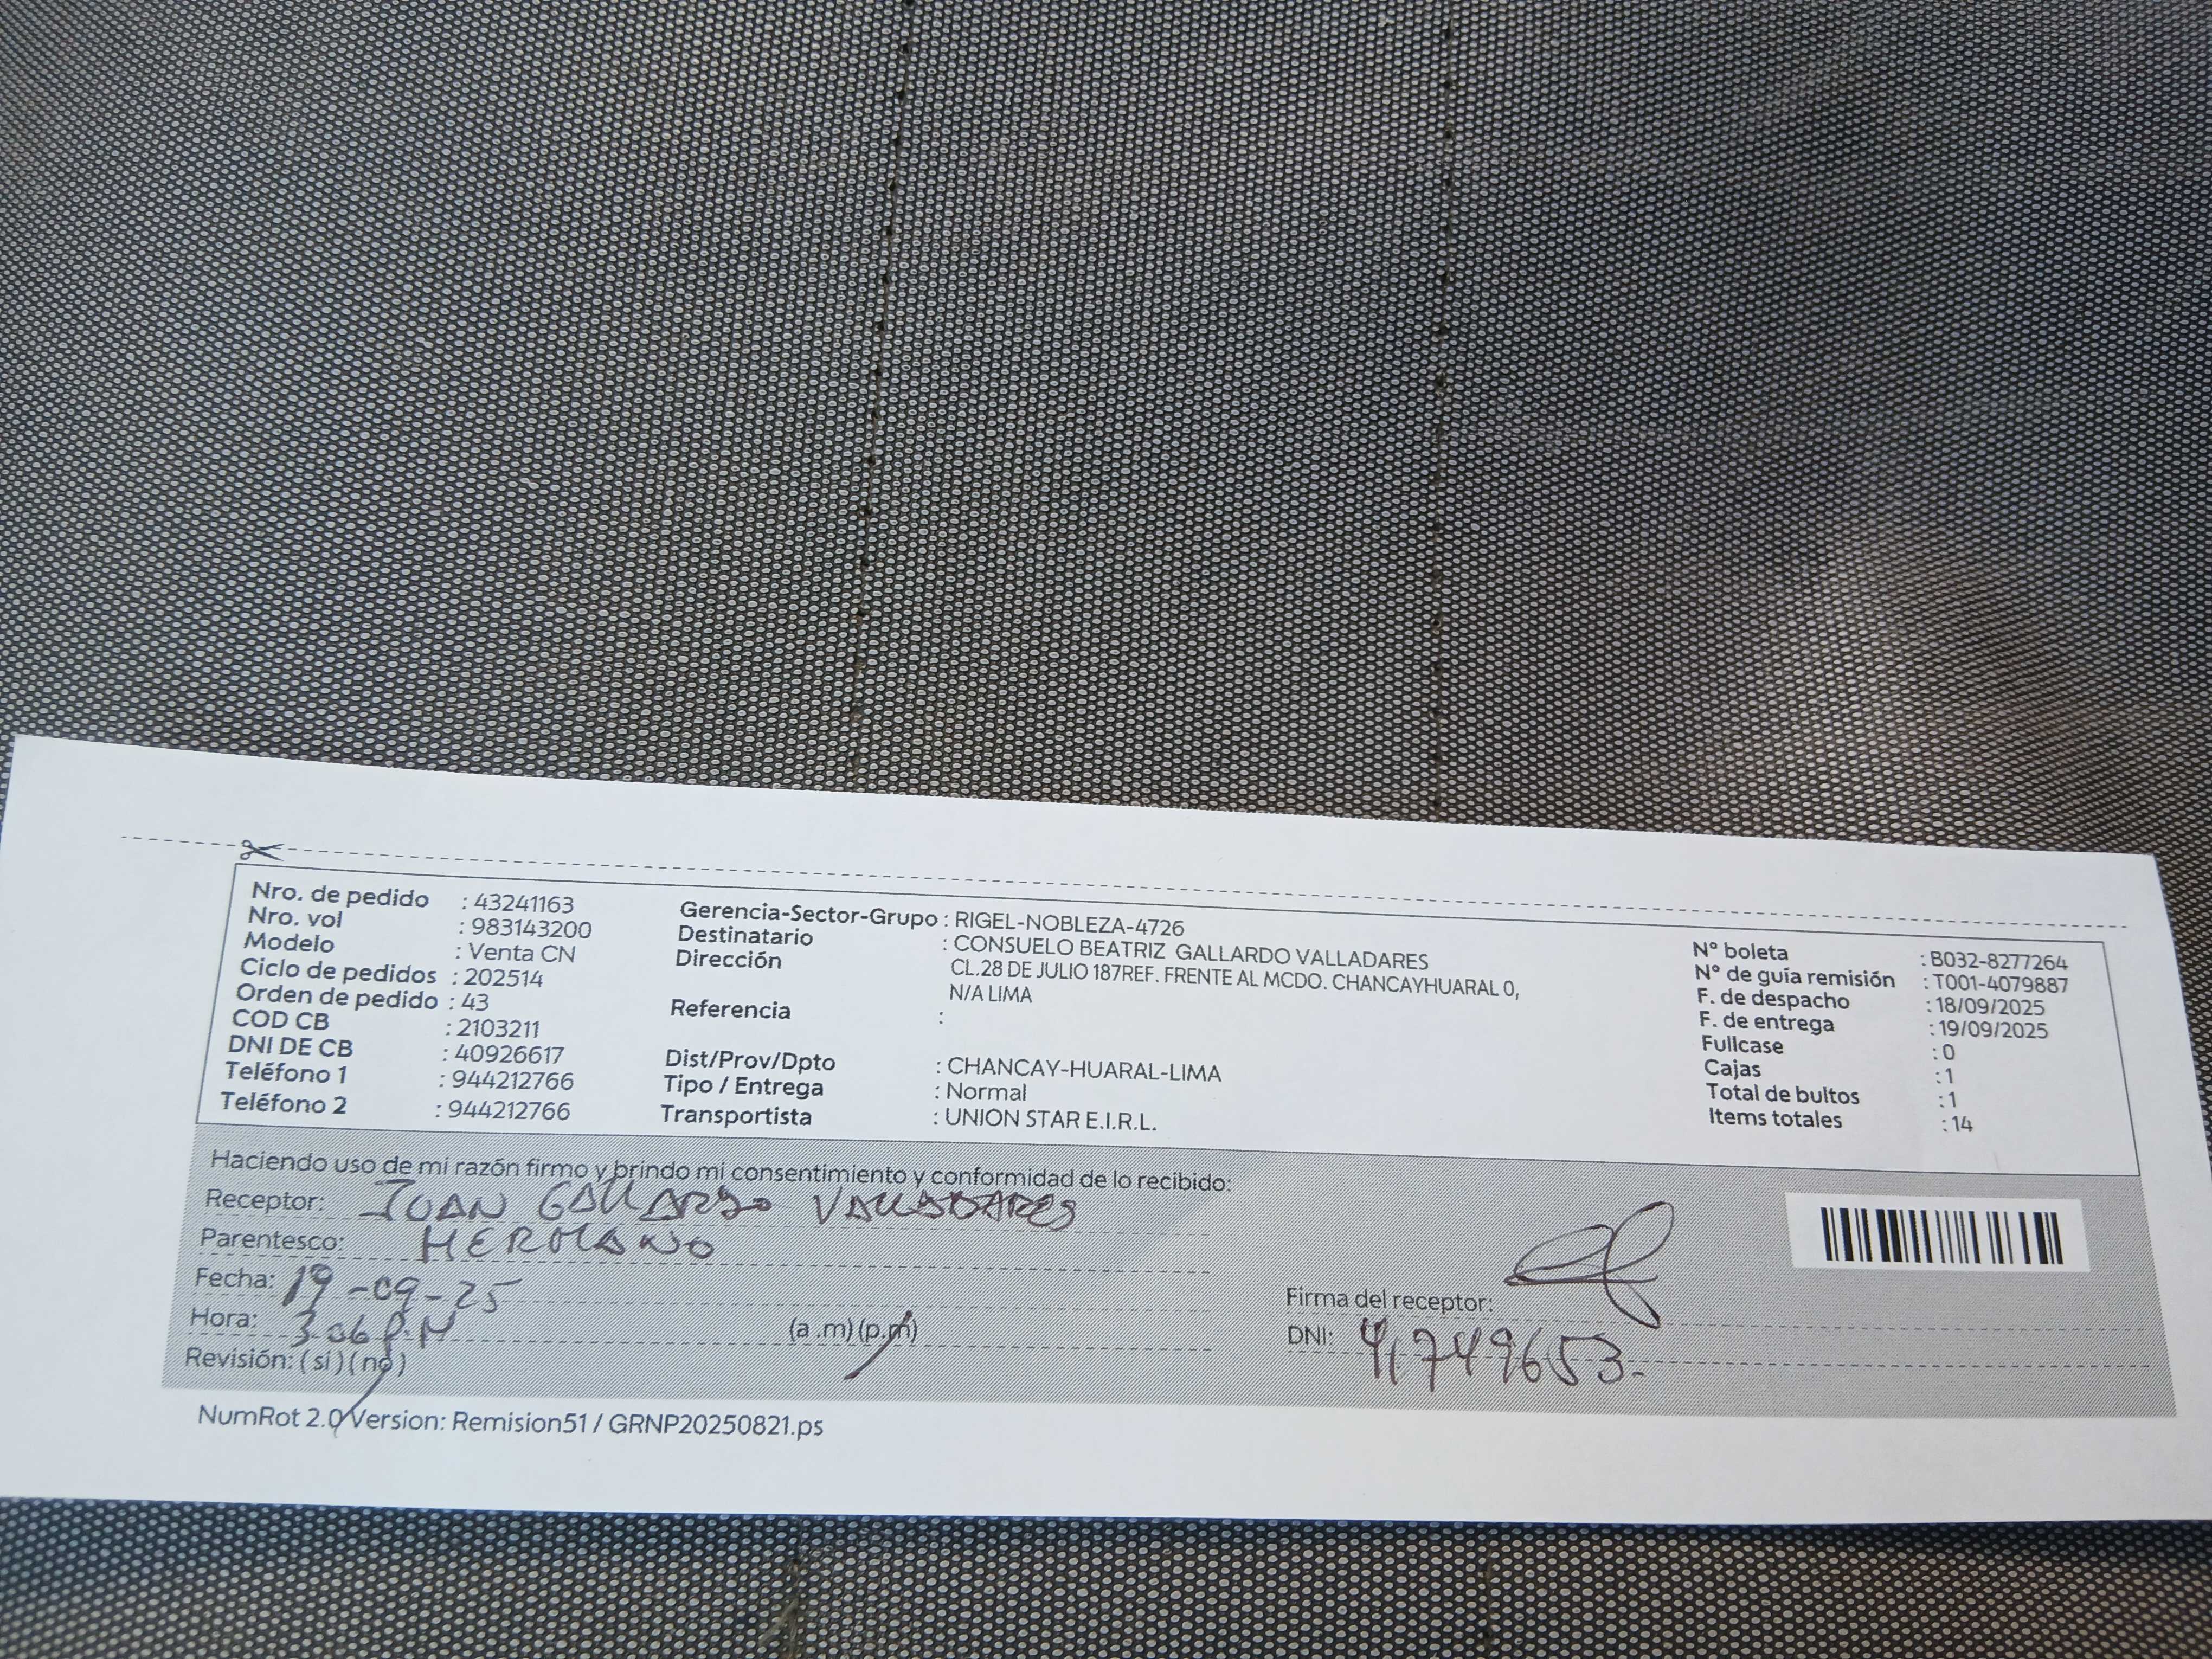 Nro. de pedido : 43241163
Nro. vol : 983143200
Modelo : Venta CN
Ciclo de pedidos : 202514
Orden de pedido : 43
COD CB : 2103211
DNI DE CB : 40926617
Teléfono 1 : 944212766
Teléfono 2 : 944212766
Gerencia-Sector-Grupo : RIGEL-NOBLEZA-4726
Destinatario : CONSUELO BEATRIZ GALLARDO VALLADARES
Dirección CL.28 DE JULIO 187REF. FRENTE AL MCDO. CHANCAYHUARAL 0,
N/A LIMA
Referencia :
Dist/Prov/Dpto : CHANCAY-HUARAL-LIMA
Tipo / Entrega : Normal
Transportista : UNION STAR E.I.R.L.
N° boleta : B032-8277264
N° de guía remisión : T001-4079887
F. de despacho : 18/09/2025
F. de entrega : 19/09/2025
Fullcase : 0
Cajas : 1
Total de bultos : 1
Items totales : 14
Haciendo uso de mi razón firmo y brindo mi consentimiento y conformidad de lo recibido:
Receptor: JUAN GALLARDO VALLADARES
Parentesco: HERMANO
Fecha: 19-09-25
Hora: 3.06 P.M (a .m) (p.m)
Revisión: ( si ) ( no )
Firma del receptor:
DNI: 41749653.
NumRot 2.0 Version: Remision51 / GRNP20250821.ps